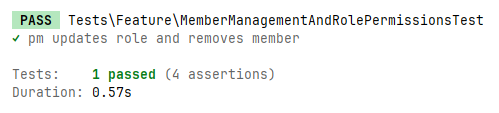 PASS Tests\Feature\MemberManagementAndRolePermissionsTest
✓ pm updates role and removes member
Tests: 1 passed (4 assertions)
Duration: 0.57s